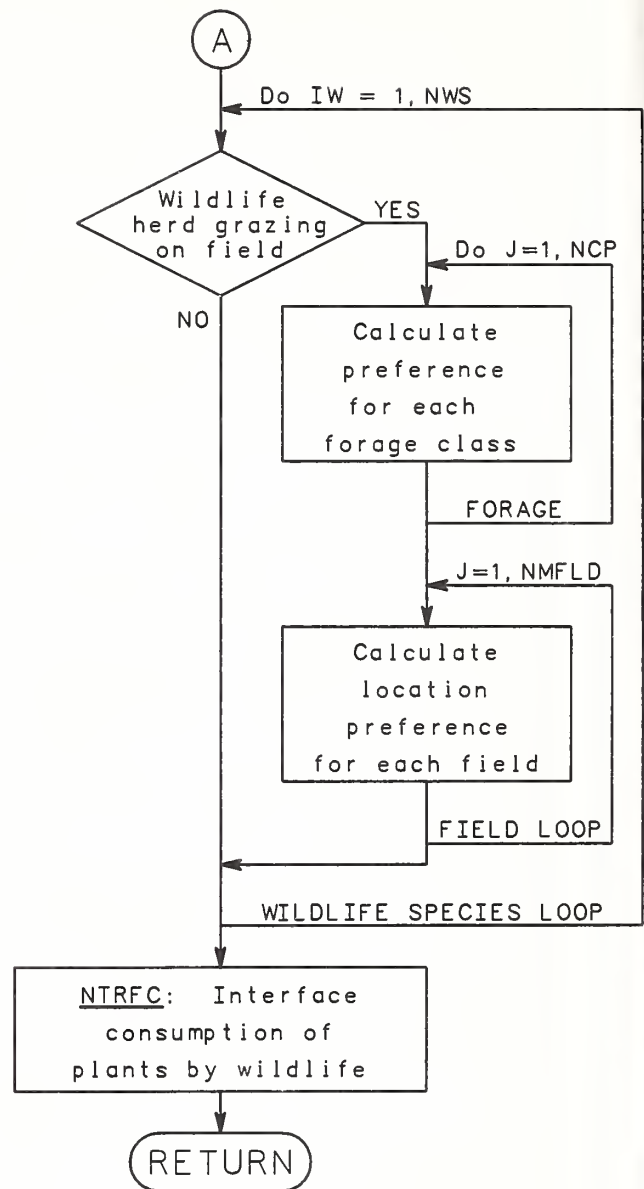 A
Do IW = 1, NWS
Wildlife
herd grazing
on field
YES
NO
Do J=1, NCP
Calculate
preference
for each
forage class
FORAGE
J=1, NMFLD
Calculate
location
preference
for each field
FIELD LOOP
WILDLIFE SPECIES LOOP
NTRFC: Interface
consumption of
plants by wildlife
RETURN